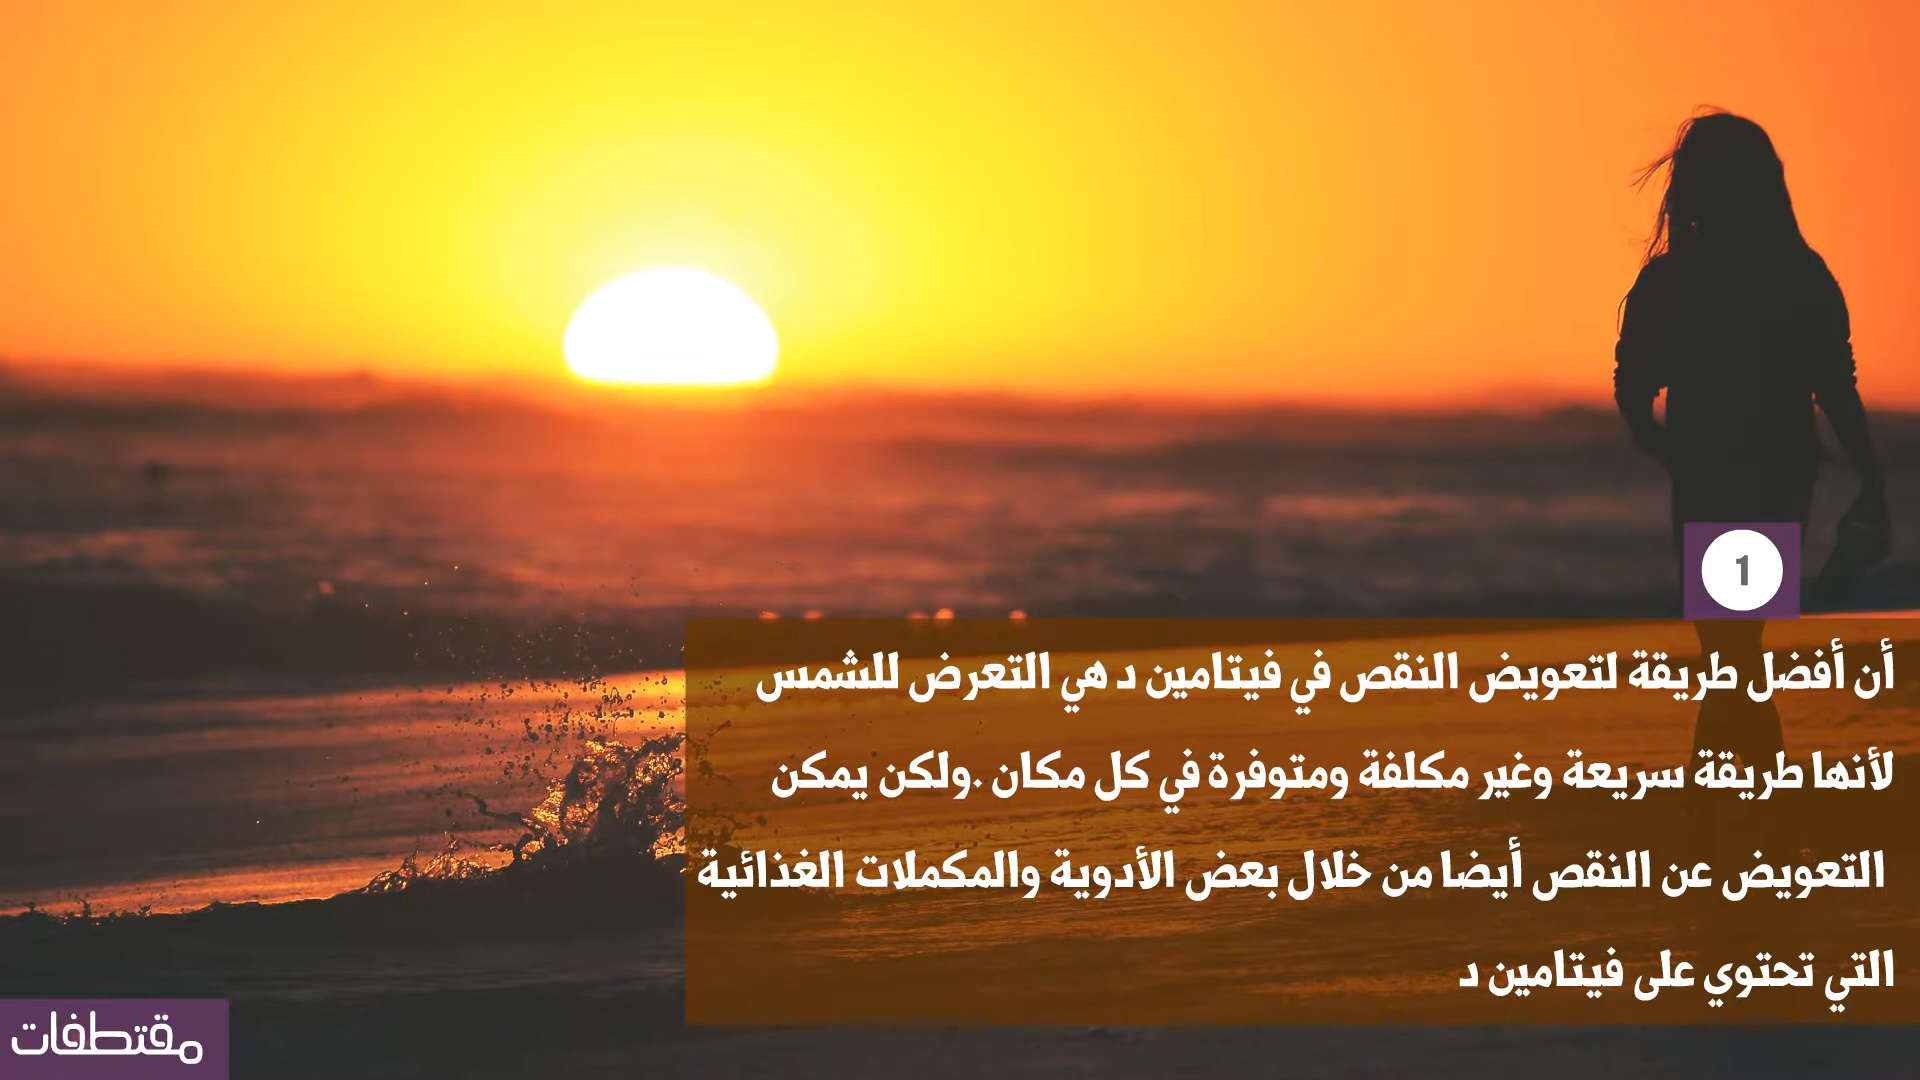 1
أن أفضل طريقة لتعويض النقص في فيتامين د هي التعرض للشمس
لأنها طريقة سريعة وغير مكلفة ومتوفرة في كل مكان .ولكن يمكن
التعويض عن النقص أيضا من خلال بعض الأدوية والمكملات الغذائية
التي تحتوي على فيتامين د
مقتطفات